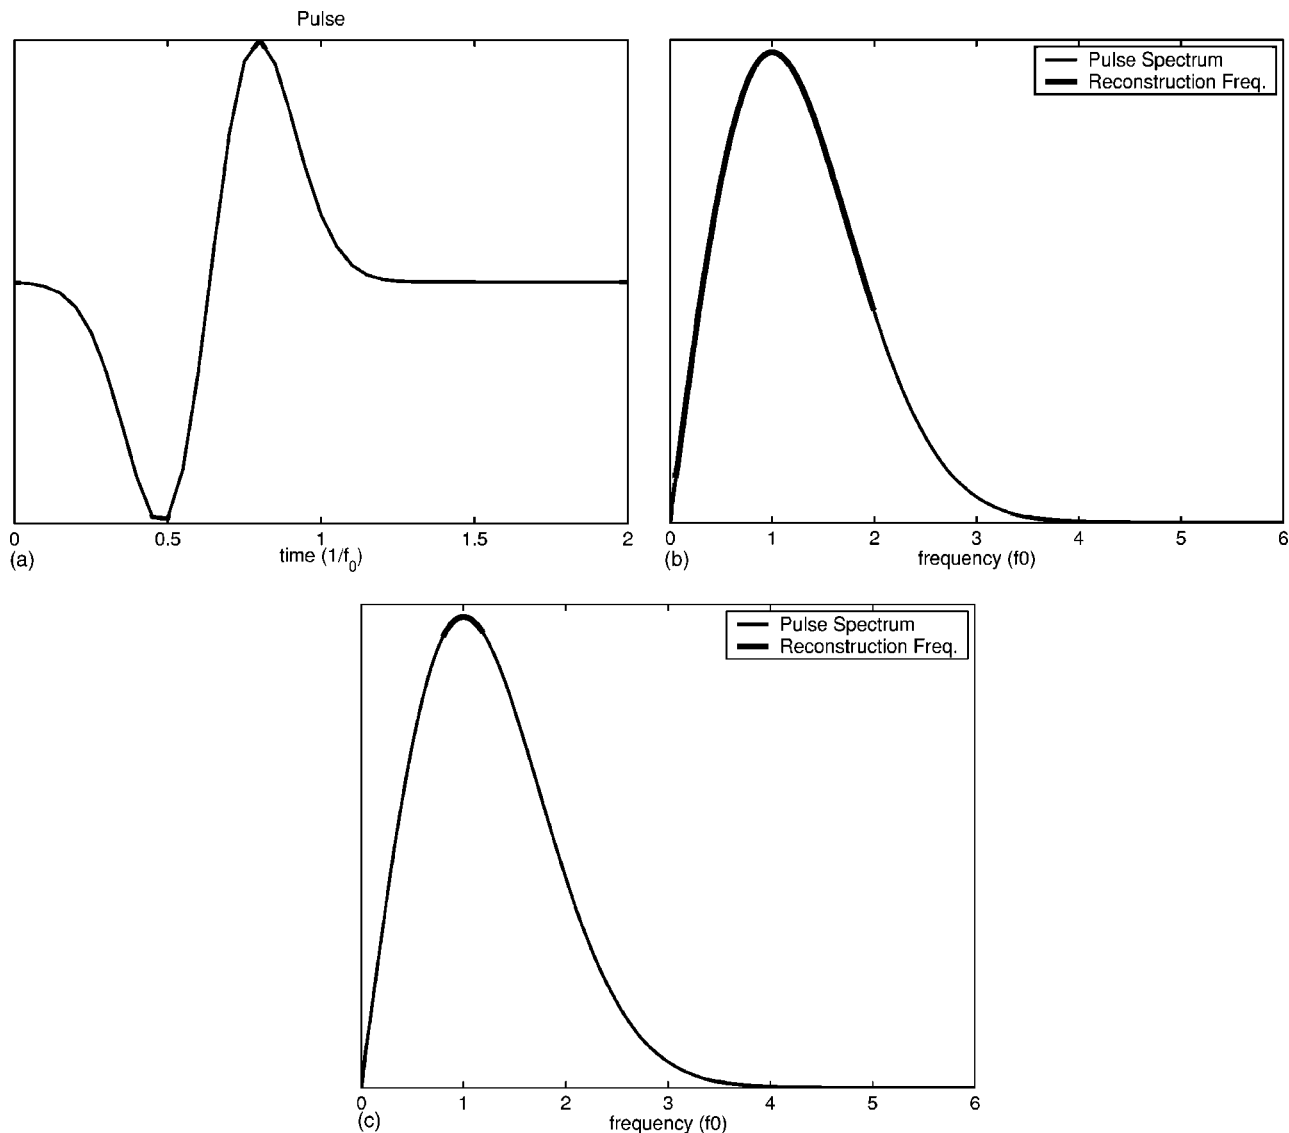 Pulse
0 0.5 1 1.5 2
(a) time (1/f0)
Pulse Spectrum
Reconstruction Freq.
0 1 2 3 4 5 6
(b) frequency (f0)
Pulse Spectrum
Reconstruction Freq.
0 1 2 3 4 5 6
(c) frequency (f0)